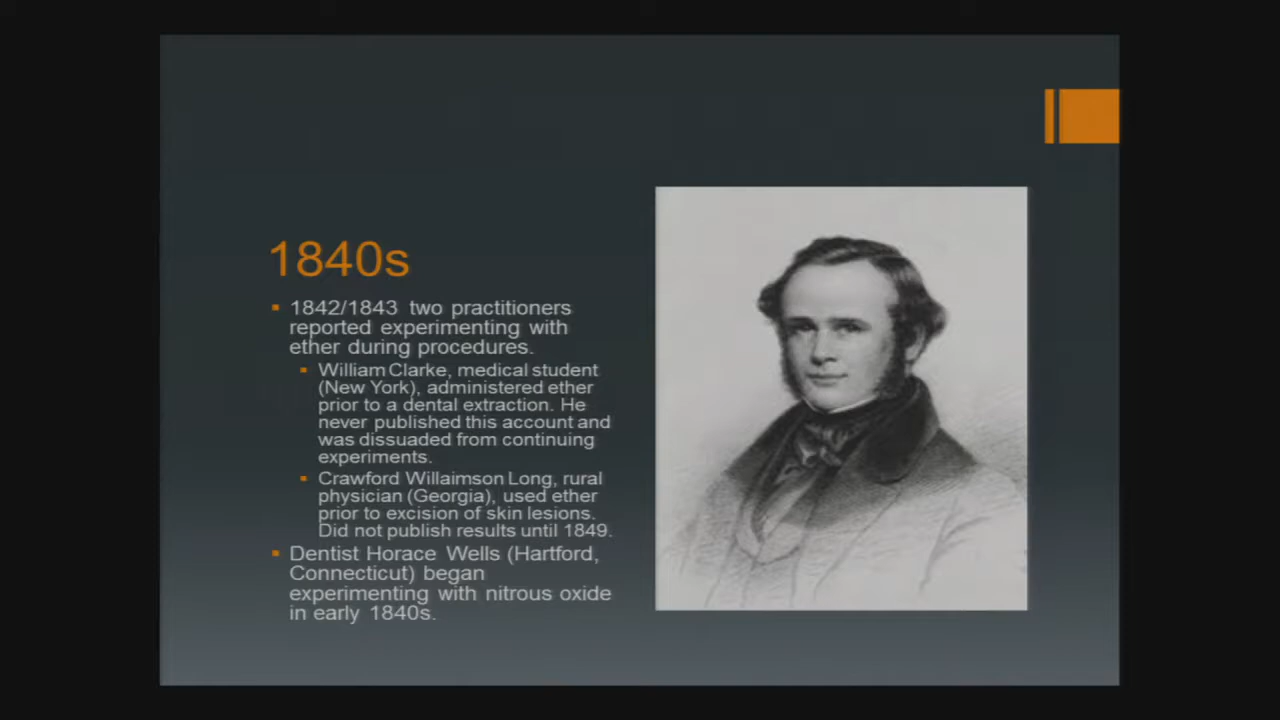 1840s
1842/1843 two practitioners
reported experimenting with
ether during procedures.
William Clarke, medical student
(New York), administered ether
prior to a dental extraction. He
never published this account and
was dissuaded from continuing
experiments.
Crawford Willaimson Long, rural
physician (Georgia), used ether
prior to excision of skin lesions.
Did not publish results until 1849.
Dentist Horace Wells (Hartford,
Connecticut) began
experimenting with nitrous oxide
in early 1840s.